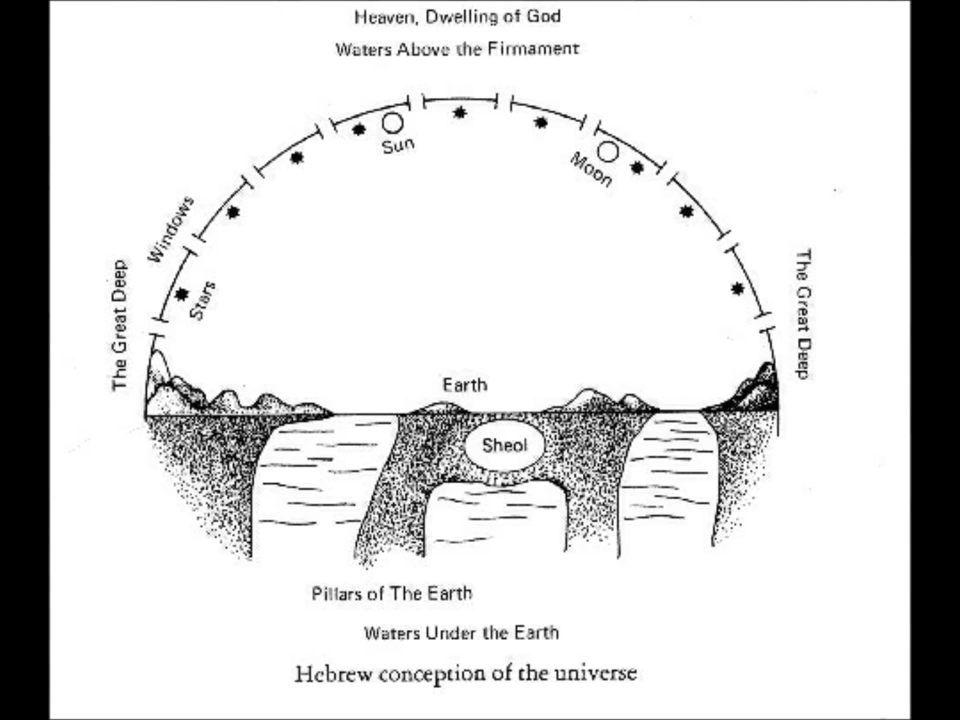 Heaven, Dwelling of God
Waters Above the Firmament
Sun
Moon
Windows
Stars
The Great Deep
The Great Deep
Earth
Sheol
Pillars of The Earth
Waters Under the Earth
Hebrew conception of the universe